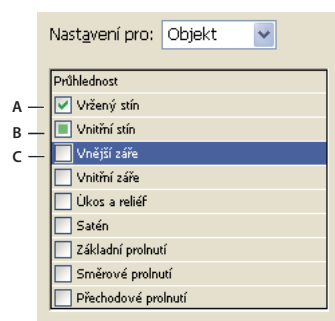 Nastavení pro: Objekt
Průhlednost
A Vržený stín
B Vnitřní stín
C Vnější záře
Vnitřní záře
Úkos a reliéf
Satén
Základní prolnutí
Směrové prolnutí
Přechodové prolnutí